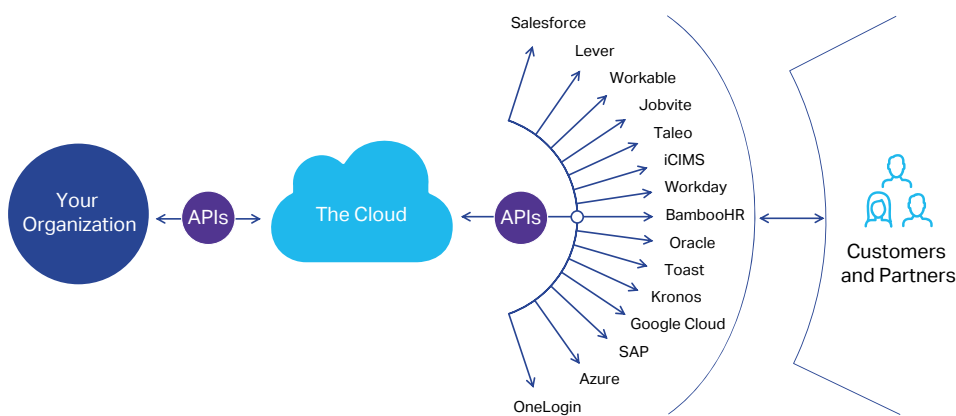 Your
Organization
APIs
The Cloud
APIs
Salesforce
Lever
Workable
Jobvite
Taleo
iCIMS
Workday
BambooHR
Oracle
Toast
Kronos
Google Cloud
SAP
Azure
OneLogin
Customers
and Partners